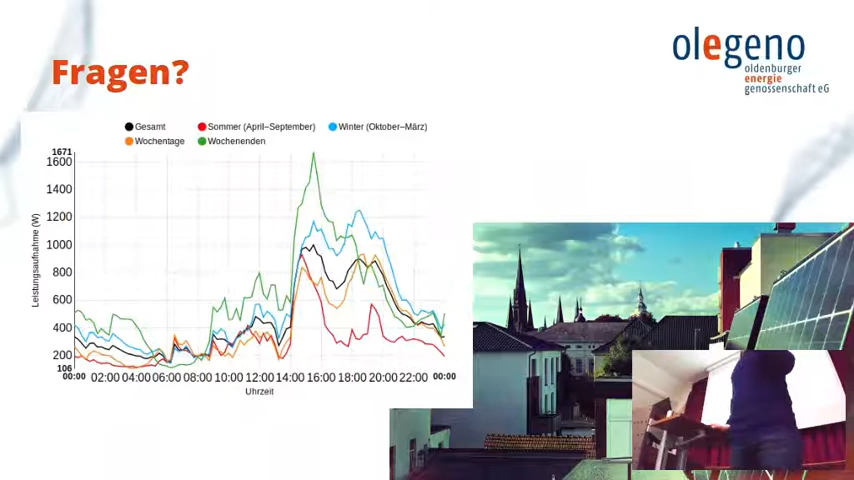 Fragen?
olegeno
oldenburger
energie
genossenschaft eG
Gesamt
Sommer (April–September)
Winter (Oktober–März)
Wochentage
Wochenenden
1671
1600
1400
1200
1000
800
600
400
200
106
Leistungsaufnahme (W)
00:00 02:00 04:00 06:00 08:00 10:00 12:00 14:00 16:00 18:00 20:00 22:00 00:00
Uhrzeit